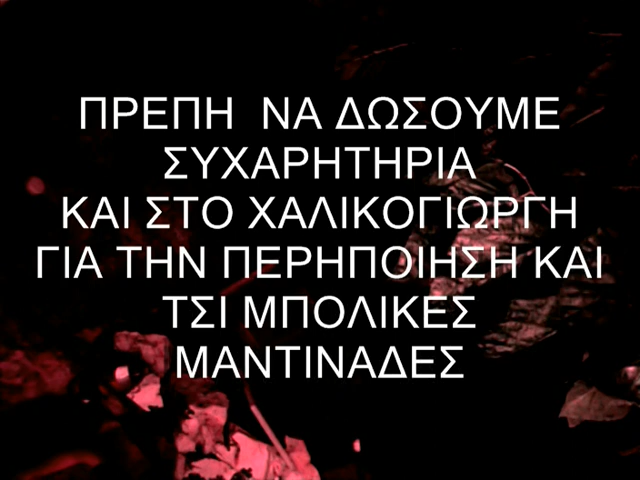 ΠΡΕΠΗ ΝΑ ΔΩΣΟΥΜΕ
ΣΥΧΑΡΗΤΗΡΙΑ
ΚΑΙ ΣΤΟ ΧΑΛΙΚΟΓΙΩΡΓΗ
ΓΙΑ ΤΗΝ ΠΕΡΗΠΟΙΗΣΗ ΚΑΙ
ΤΣΙ ΜΠΟΛΙΚΕΣ
ΜΑΝΤΙΝΑΔΕΣ